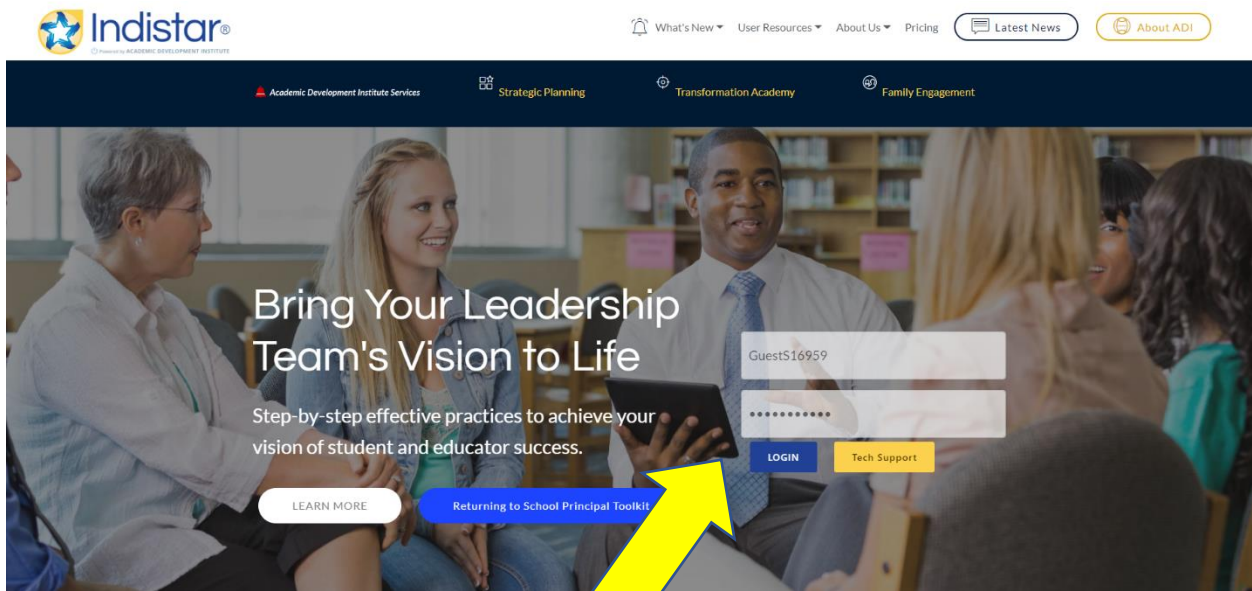 Indistar®
Powered by ACADEMIC DEVELOPMENT INSTITUTE
What's New
User Resources
About Us
Pricing
Latest News
About ADI
Academic Development Institute Services
Strategic Planning
Transformation Academy
Family Engagement
Bring Your Leadership
Team's Vision to Life
Step-by-step effective practices to achieve your
vision of student and educator success.
LEARN MORE
Returning to School Principal Toolkit
GuestS16959
•••••••••••
LOGIN
Tech Support